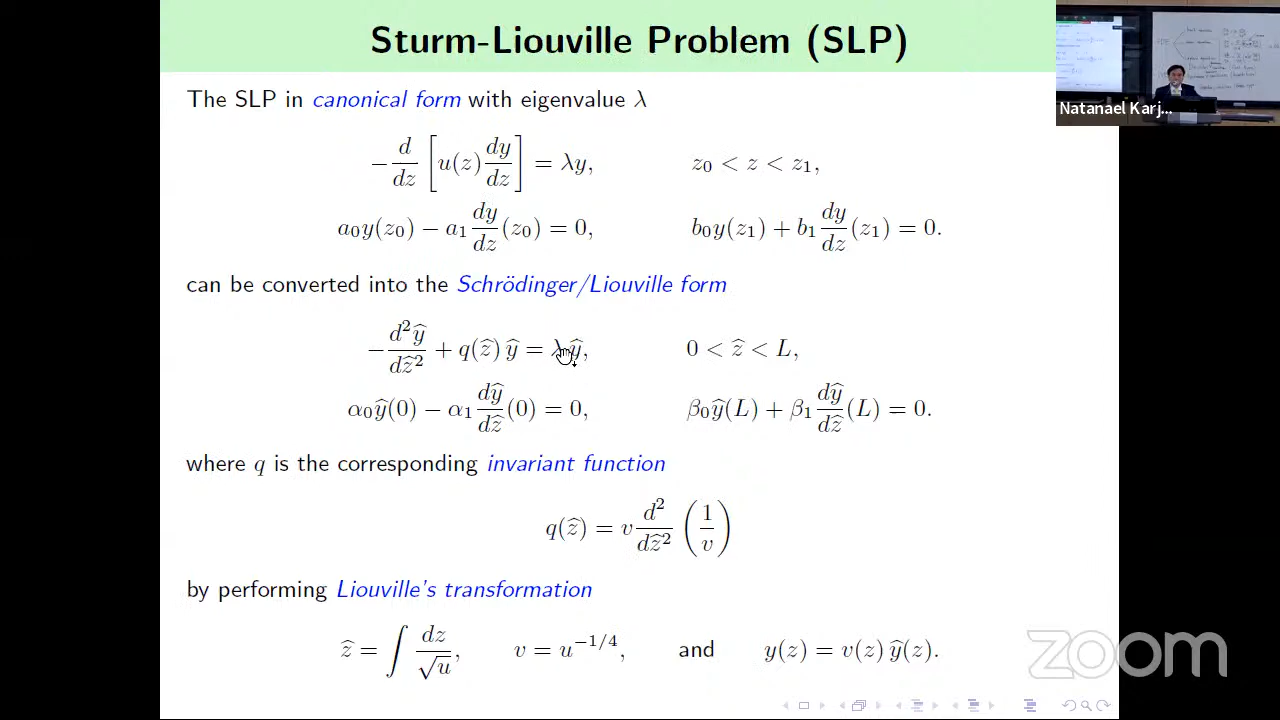 Sturm-Liouville Problem (SLP)
The SLP in canonical form with eigenvalue λ
−d/dz [u(z) dy/dz] = λy, z₀ < z < z₁,
a₀y(z₀) − a₁ dy/dz (z₀) = 0, b₀y(z₁) + b₁ dy/dz (z₁) = 0.
can be converted into the Schrödinger/Liouville form
−d²ŷ/dẑ² + q(ẑ) ŷ = λŷ, 0 < ẑ < L,
α₀ŷ(0) − α₁ dŷ/dẑ (0) = 0, β₀ŷ(L) + β₁ dŷ/dẑ (L) = 0.
where q is the corresponding invariant function
q(ẑ) = v d²/dẑ² (1/v)
by performing Liouville's transformation
ẑ = ∫ dz/√u, v = u^{−1/4}, and y(z) = v(z) ŷ(z).
Natanael Karj...
zoom